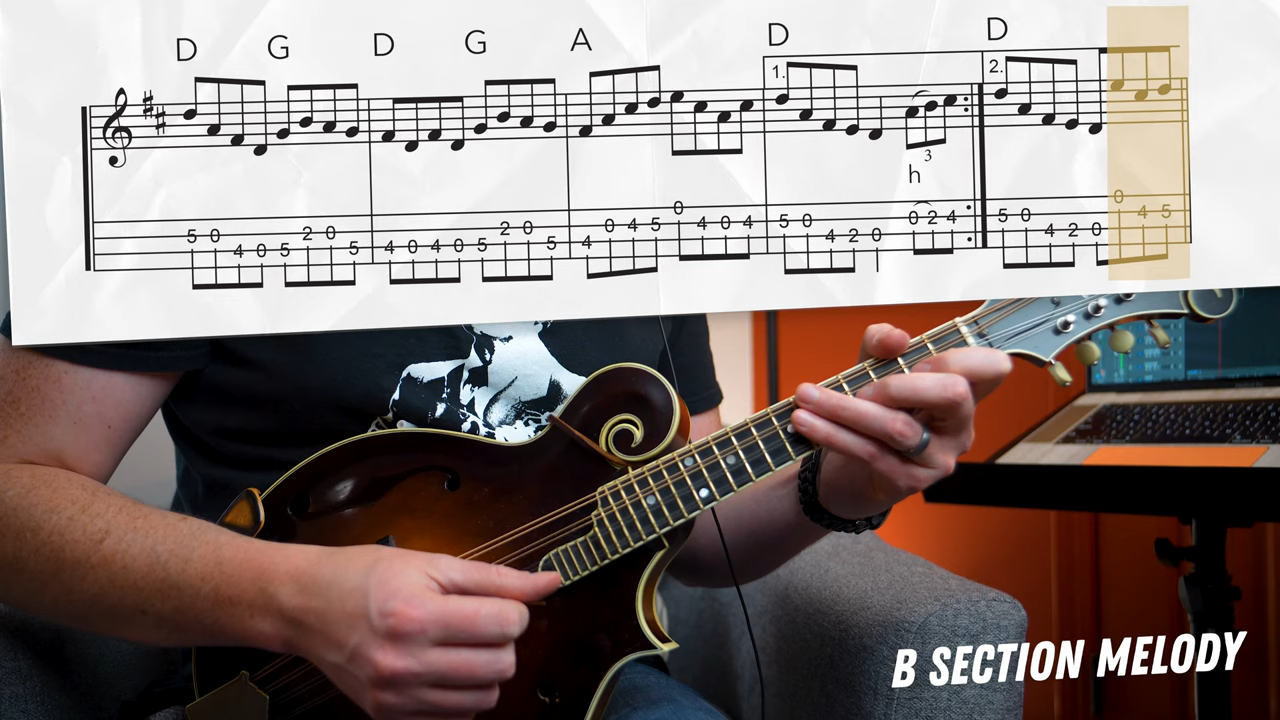 D G D G A D D
1. 2.
3
h
5 0 4 0 5 2 0 5 4 0 4 0 5 2 0 5 4 0 4 5 0 4 0 4 5 0 4 2 0 0 2 4 5 0 4 2 0 0 4 5
B SECTION MELODY